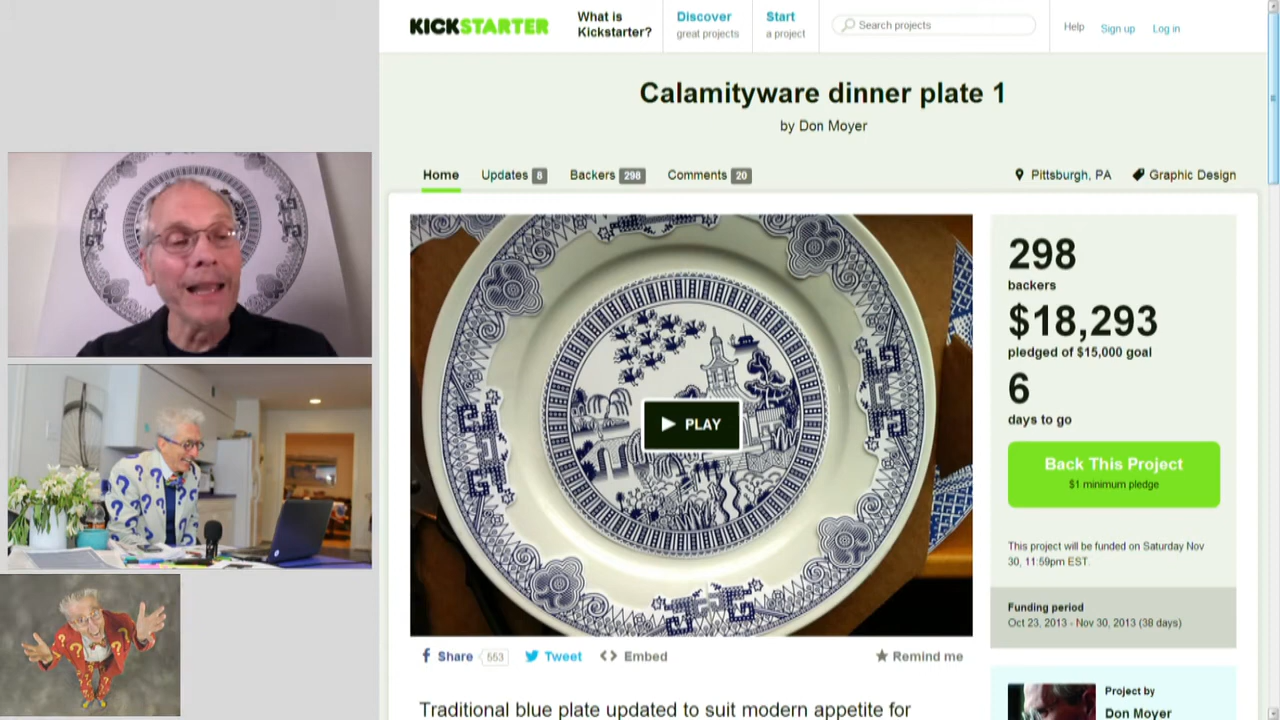 KICKSTARTER
What is
Kickstarter?
Discover
great projects
Start
a project
Search projects
Help
Sign up
Log in
Calamityware dinner plate 1
by Don Moyer
Home
Updates 8
Backers 298
Comments 20
Pittsburgh, PA
Graphic Design
PLAY
298
backers
$18,293
pledged of $15,000 goal
6
days to go
Back This Project
$1 minimum pledge
This project will be funded on Saturday Nov
30, 11:59pm EST.
Funding period
Oct 23, 2013 - Nov 30, 2013 (38 days)
Share 553
Tweet
Embed
Remind me
Project by
Don Moyer
Traditional blue plate updated to suit modern appetite for